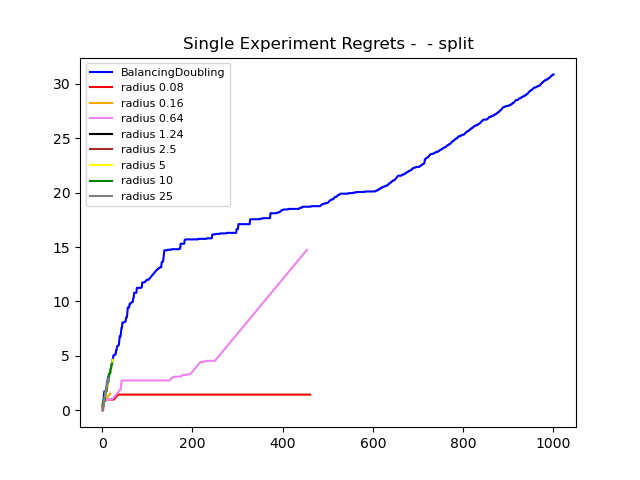 Single Experiment Regrets -  - split
BalancingDoubling
radius 0.08
radius 0.16
radius 0.64
radius 1.24
radius 2.5
radius 5
radius 10
radius 25
30
25
20
15
10
5
0
0 200 400 600 800 1000